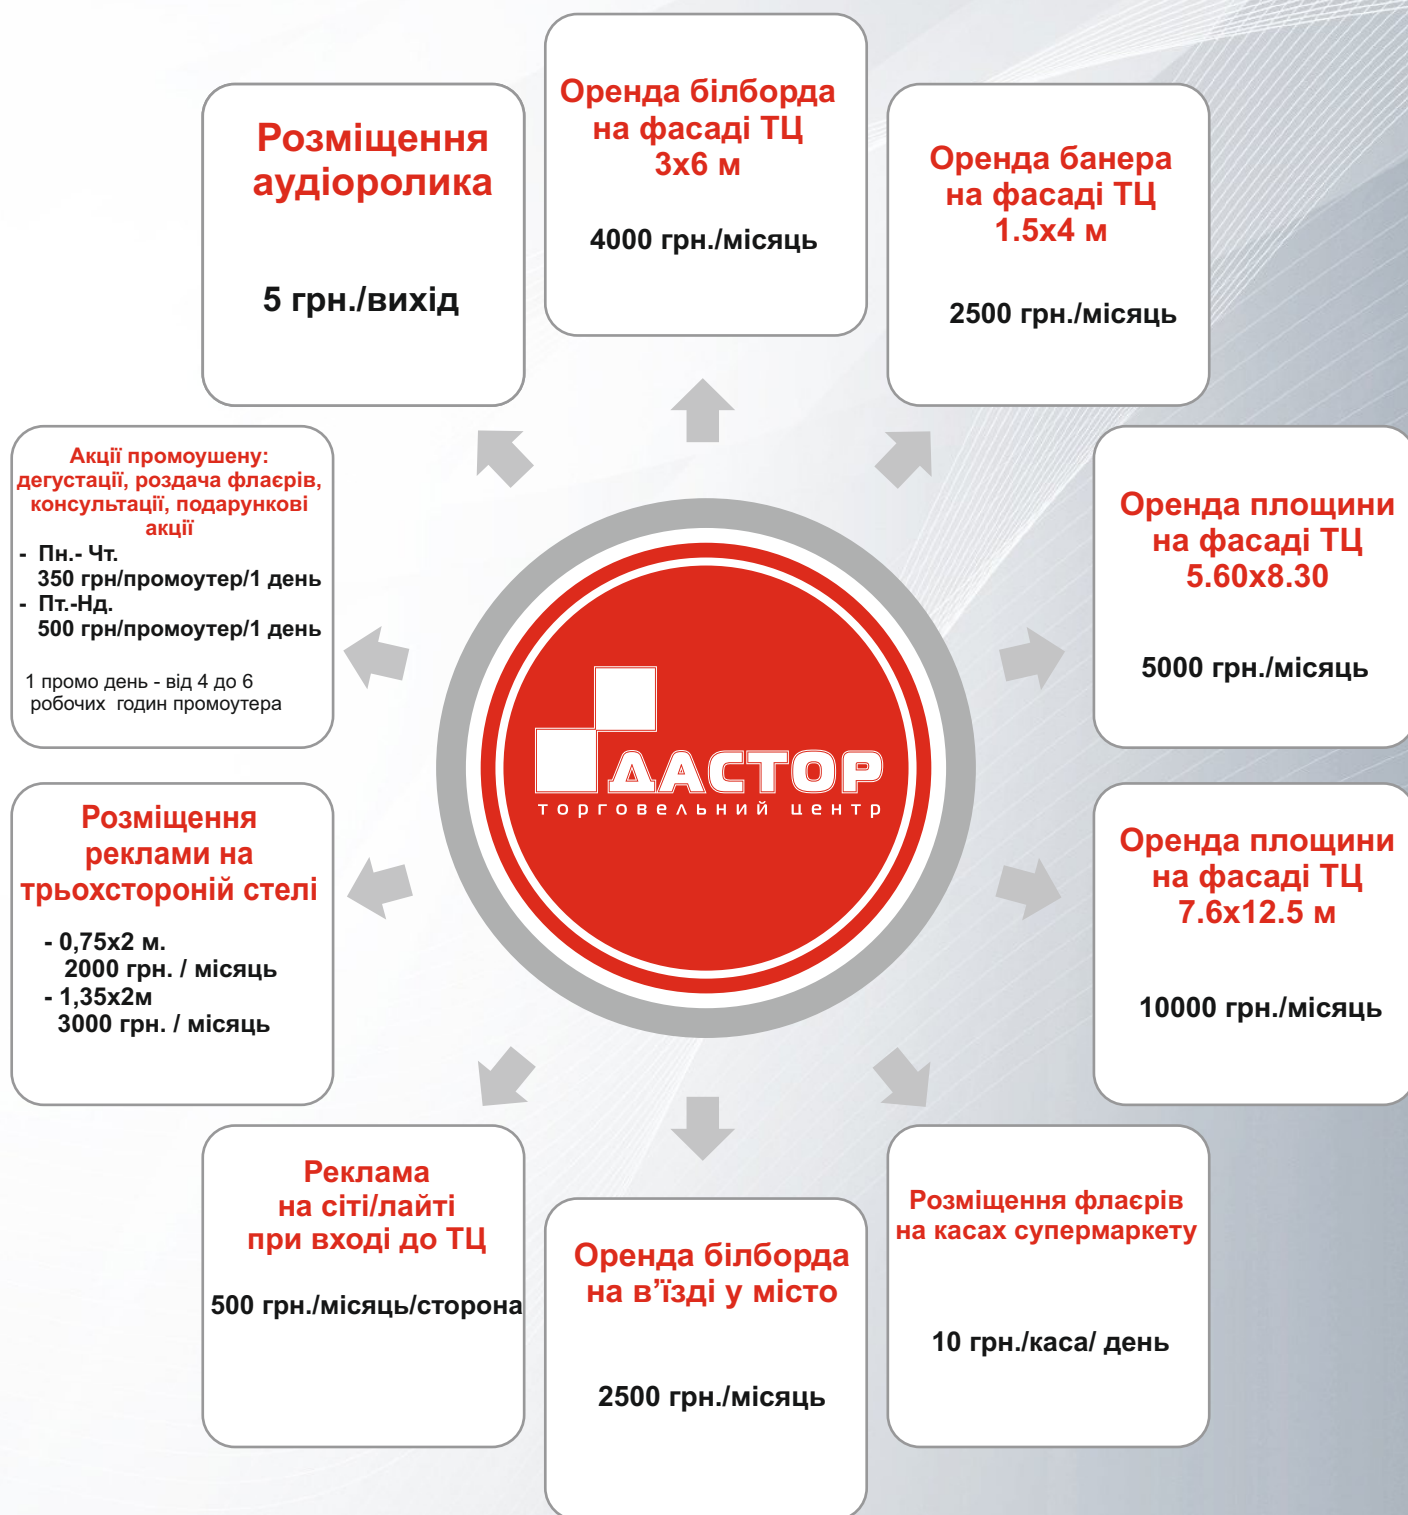 Розміщення
аудіоролика
5 грн./вихід
Оренда білборда
на фасаді ТЦ
3х6 м
4000 грн./місяць
Оренда банера
на фасаді ТЦ
1.5х4 м
2500 грн./місяць
Акції промоушену:
дегустації, роздача флаєрів,
консультації, подарункові
акції
- Пн.- Чт.
350 грн/промоутер/1 день
- Пт.-Нд.
500 грн/промоутер/1 день
1 промо день - від 4 до 6
робочих годин промоутера
Оренда площини
на фасаді ТЦ
5.60х8.30
5000 грн./місяць
ДАСТОР
торговельний центр
Розміщення
реклами на
трьохстороній стелі
- 0,75х2 м.
2000 грн. / місяць
- 1,35х2м
3000 грн. / місяць
Оренда площини
на фасаді ТЦ
7.6х12.5 м
10000 грн./місяць
Реклама
на сіті/лайті
при вході до ТЦ
500 грн./місяць/сторона
Оренда білборда
на в’їзді у місто
2500 грн./місяць
Розміщення флаєрів
на касах супермаркету
10 грн./каса/ день